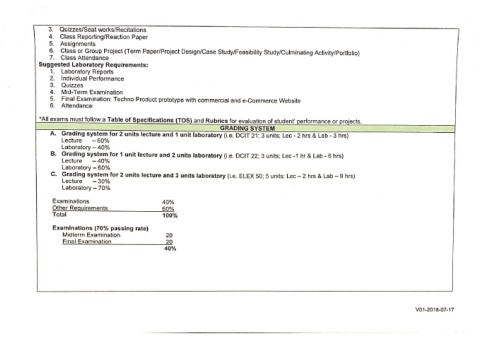 3. Quizzes/Seat works/Recitations
4. Class Reporting/Reaction Paper
5. Assignments
6. Class or Group Project (Term Paper/Project Design/Case Study/Feasibility Study/Culminating Activity/Portfolio)
7. Class Attendance
Suggested Laboratory Requirements:
1. Laboratory Reports
2. Individual Performance
3. Quizzes
4. Mid-Term Examination
5. Final Examination: Techno Product prototype with commercial and e-Commerce Website
6. Attendance
*All exams must follow a Table of Specifications (TOS) and Rubrics for evaluation of student' performance or projects.
GRADING SYSTEM
A. Grading system for 2 units lecture and 1 unit laboratory (i.e. DCIT 21; 3 units; Lec - 2 hrs & Lab - 3 hrs)
Lecture – 60%
Laboratory – 40%
B. Grading system for 1 unit lecture and 2 units laboratory (i.e. DCIT 22; 3 units; Lec -1 hr & Lab - 6 hrs)
Lecture – 40%
Laboratory – 60%
C. Grading system for 2 units lecture and 3 units laboratory (i.e. ELEX 50; 5 units; Lec – 2 hrs & Lab – 9 hrs)
Lecture – 30%
Laboratory – 70%
Examinations 40%
Other Requirements 60%
Total 100%
Examinations (70% passing rate)
Midterm Examination 20
Final Examination 20
40%
V01-2018-07-17